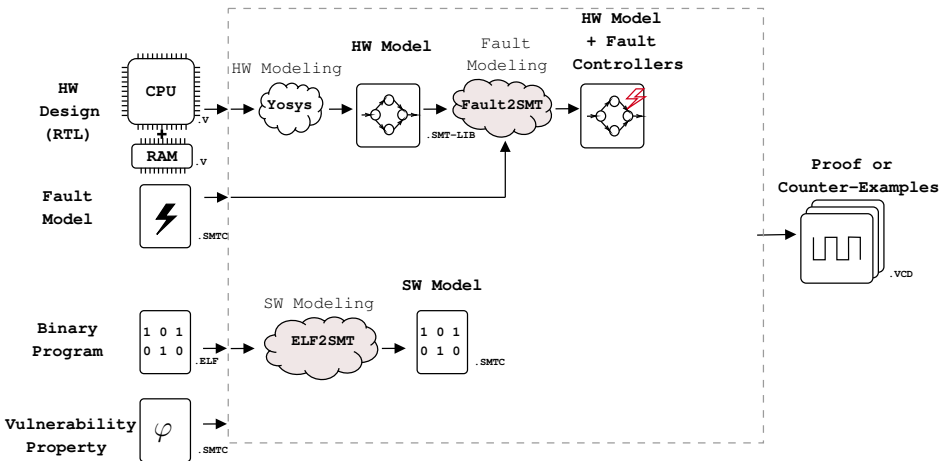 HW
Design
(RTL)
CPU
.V
+
RAM
.V
HW Modeling
Yosys
HW Model
.SMT-LIB
Fault
Modeling
Fault2SMT
HW Model
+ Fault
Controllers
Fault
Model
.SMTC
Proof or
Counter-Examples
.VCD
Binary
Program
1 0 1
0 1 0
.ELF
SW Modeling
ELF2SMT
SW Model
1 0 1
0 1 0
.SMTC
Vulnerability
Property
φ
.SMTC